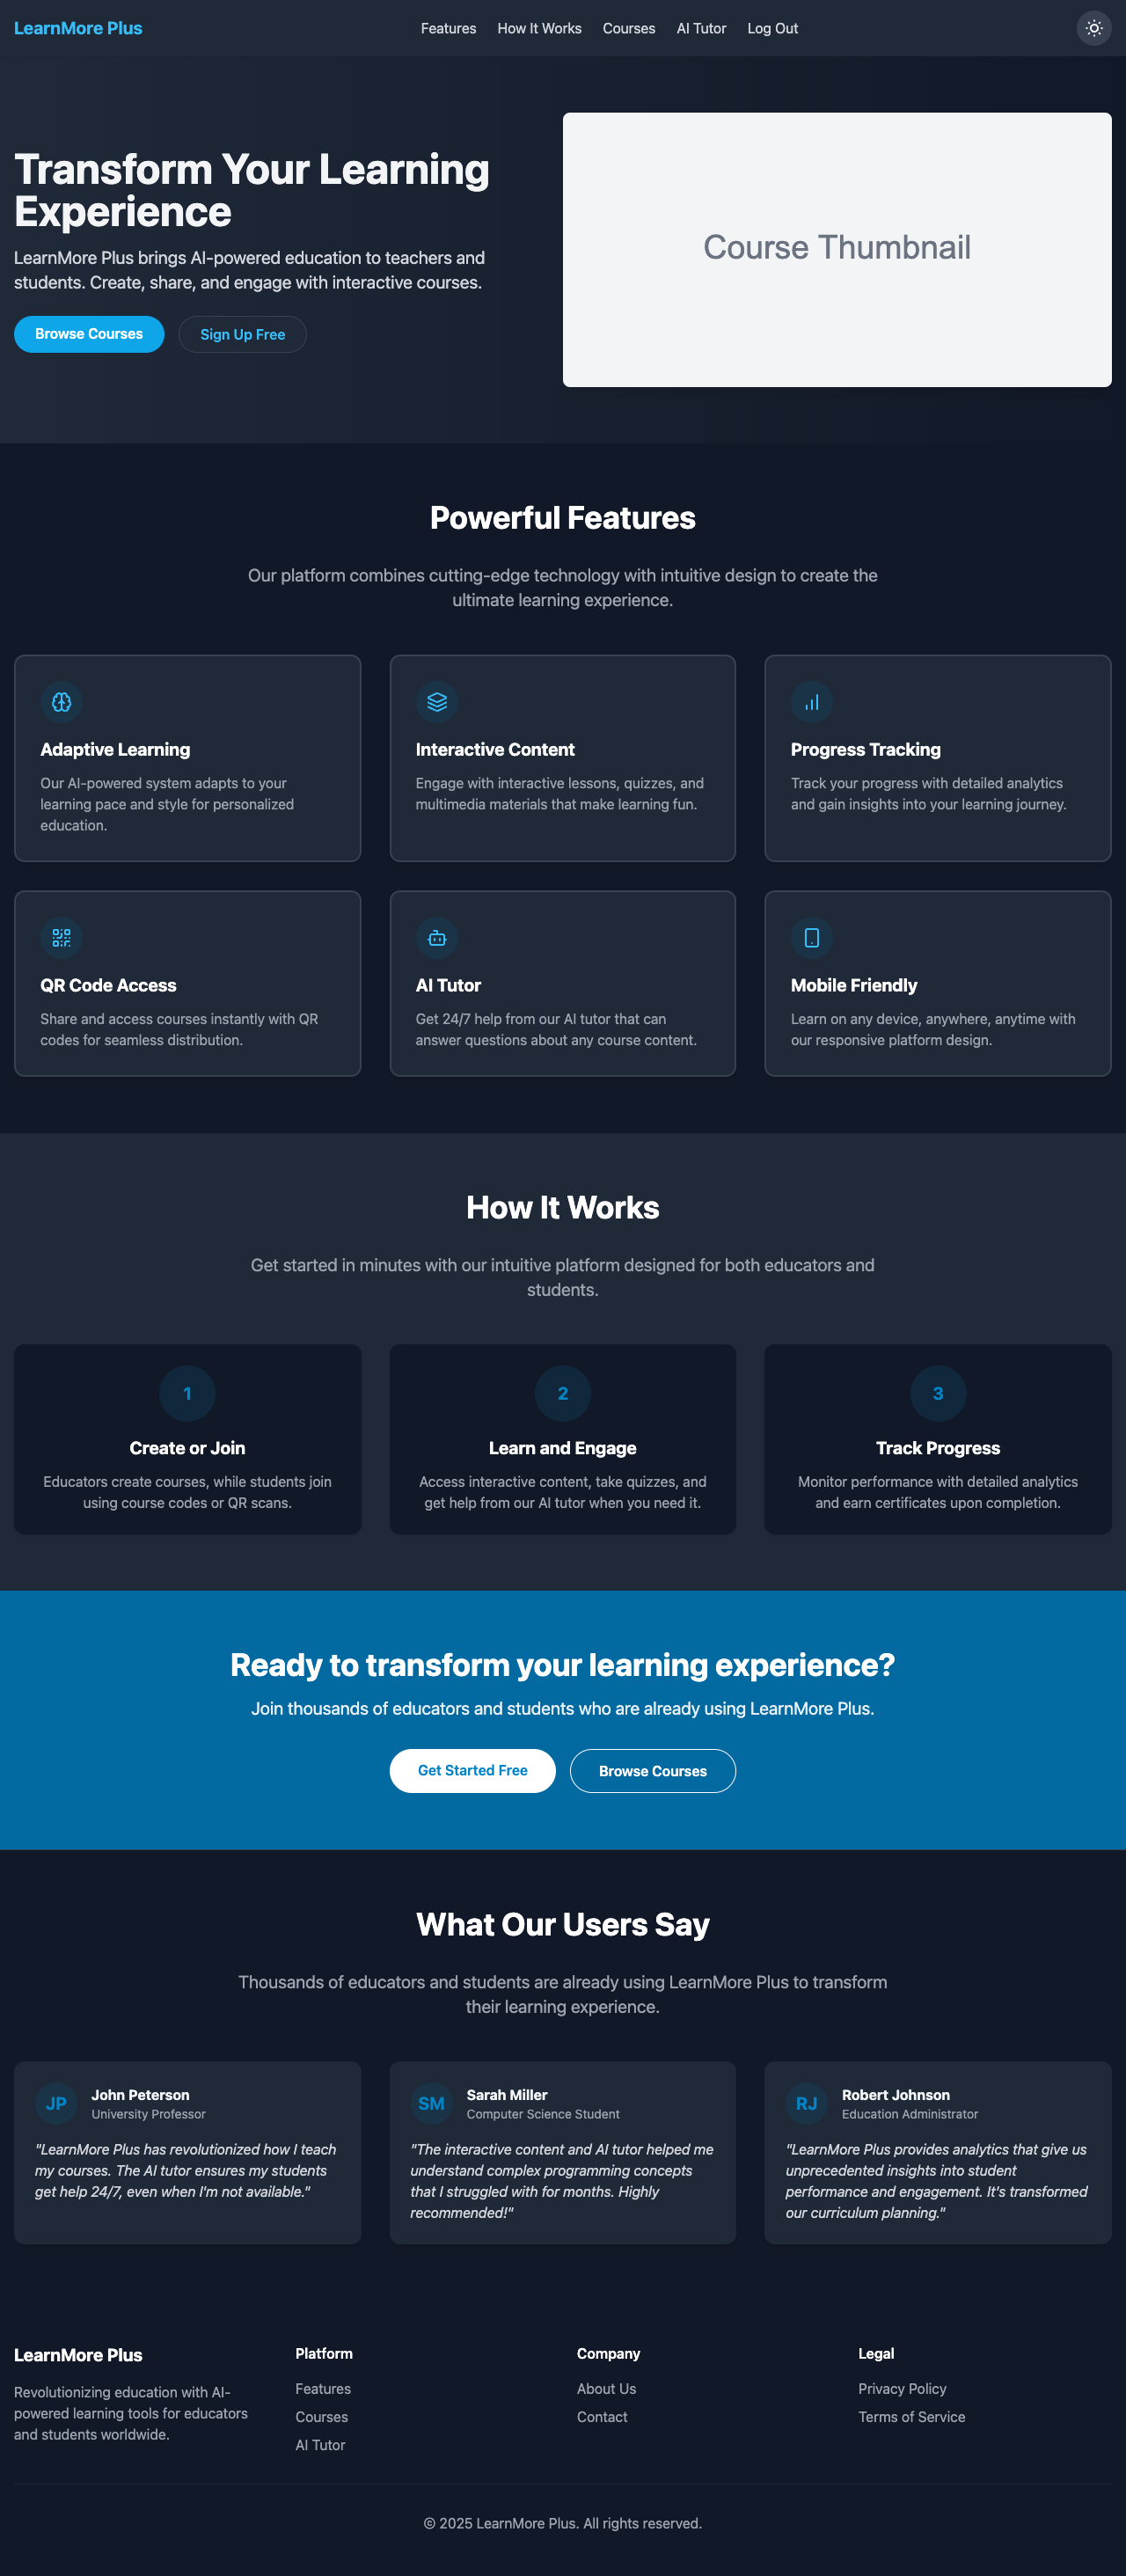 LearnMore Plus
Features
How It Works
Courses
AI Tutor
Log Out
Transform Your Learning
Experience
LearnMore Plus brings AI-powered education to teachers and
students. Create, share, and engage with interactive courses.
Browse Courses
Sign Up Free
Course Thumbnail
Powerful Features
Our platform combines cutting-edge technology with intuitive design to create the
ultimate learning experience.
Adaptive Learning
Our AI-powered system adapts to your
learning pace and style for personalized
education.
Interactive Content
Engage with interactive lessons, quizzes, and
multimedia materials that make learning fun.
Progress Tracking
Track your progress with detailed analytics
and gain insights into your learning journey.
QR Code Access
Share and access courses instantly with QR
codes for seamless distribution.
AI Tutor
Get 24/7 help from our AI tutor that can
answer questions about any course content.
Mobile Friendly
Learn on any device, anywhere, anytime with
our responsive platform design.
How It Works
Get started in minutes with our intuitive platform designed for both educators and
students.
1
Create or Join
Educators create courses, while students join
using course codes or QR scans.
2
Learn and Engage
Access interactive content, take quizzes, and
get help from our AI tutor when you need it.
3
Track Progress
Monitor performance with detailed analytics
and earn certificates upon completion.
Ready to transform your learning experience?
Join thousands of educators and students who are already using LearnMore Plus.
Get Started Free
Browse Courses
What Our Users Say
Thousands of educators and students are already using LearnMore Plus to transform
their learning experience.
JP
John Peterson
University Professor
"LearnMore Plus has revolutionized how I teach
my courses. The AI tutor ensures my students
get help 24/7, even when I'm not available."
SM
Sarah Miller
Computer Science Student
"The interactive content and AI tutor helped me
understand complex programming concepts
that I struggled with for months. Highly
recommended!"
RJ
Robert Johnson
Education Administrator
"LearnMore Plus provides analytics that give us
unprecedented insights into student
performance and engagement. It's transformed
our curriculum planning."
LearnMore Plus
Revolutionizing education with AI-
powered learning tools for educators
and students worldwide.
Platform
Features
Courses
AI Tutor
Company
About Us
Contact
Legal
Privacy Policy
Terms of Service
© 2025 LearnMore Plus. All rights reserved.